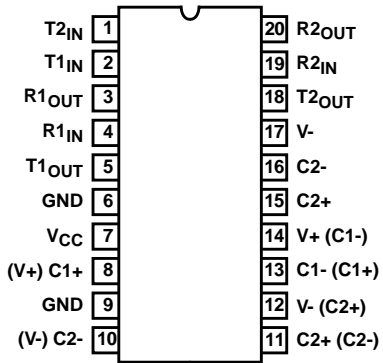 T2IN 1 20 R2OUT
T1IN 2 19 R2IN
R1OUT 3 18 T2OUT
R1IN 4 17 V-
T1OUT 5 16 C2-
GND 6 15 C2+
VCC 7 14 V+ (C1-)
(V+) C1+ 8 13 C1- (C1+)
GND 9 12 V- (C2+)
(V-) C2- 10 11 C2+ (C2-)